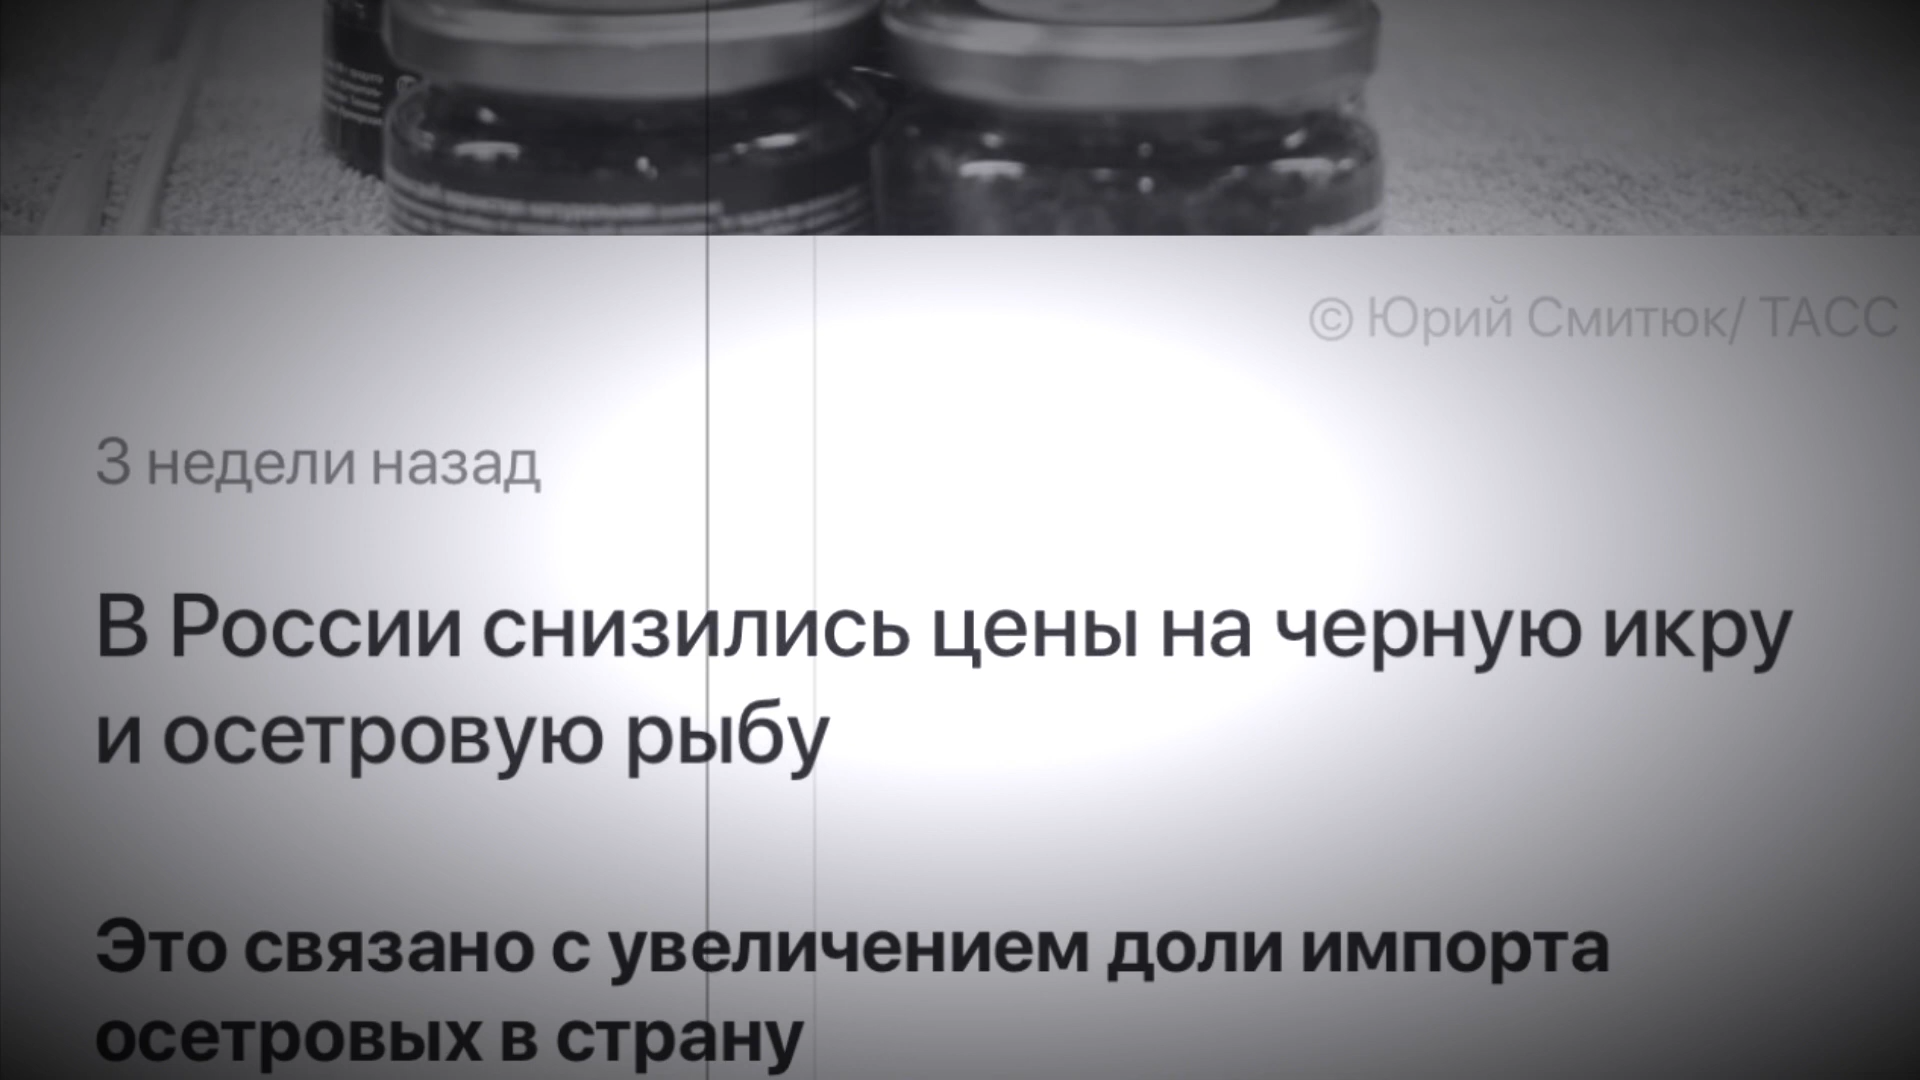 © Юрий Смитюк/ ТАСС
3 недели назад
В России снизились цены на черную икру
и осетровую рыбу
Это связано с увеличением доли импорта
осетровых в страну